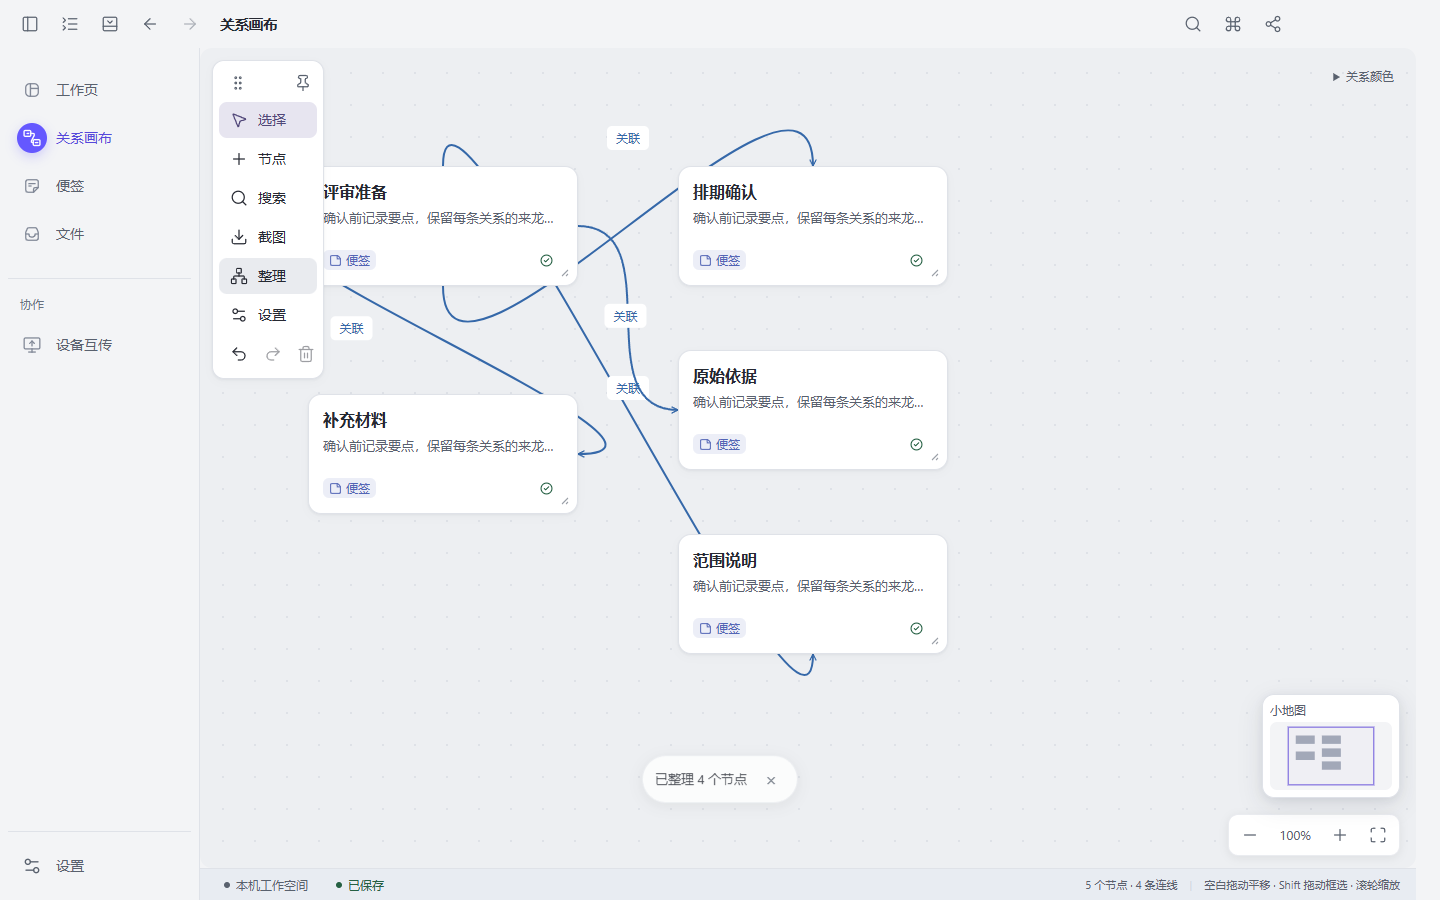 关系画布
工作页
关系画布
便签
文件
协作
设备互传
设置
选择
节点
搜索
截图
整理
设置
关系颜色
关联
评审准备
确认前记录要点，保留每条关系的来龙...
便签
排期确认
确认前记录要点，保留每条关系的来龙...
便签
关联
关联
关联
原始依据
确认前记录要点，保留每条关系的来龙...
便签
补充材料
确认前记录要点，保留每条关系的来龙...
便签
范围说明
确认前记录要点，保留每条关系的来龙...
便签
小地图
已整理 4 个节点
100%
本机工作空间
已保存
5 个节点 · 4 条连线
空白拖动平移 · Shift 拖动框选 · 滚轮缩放